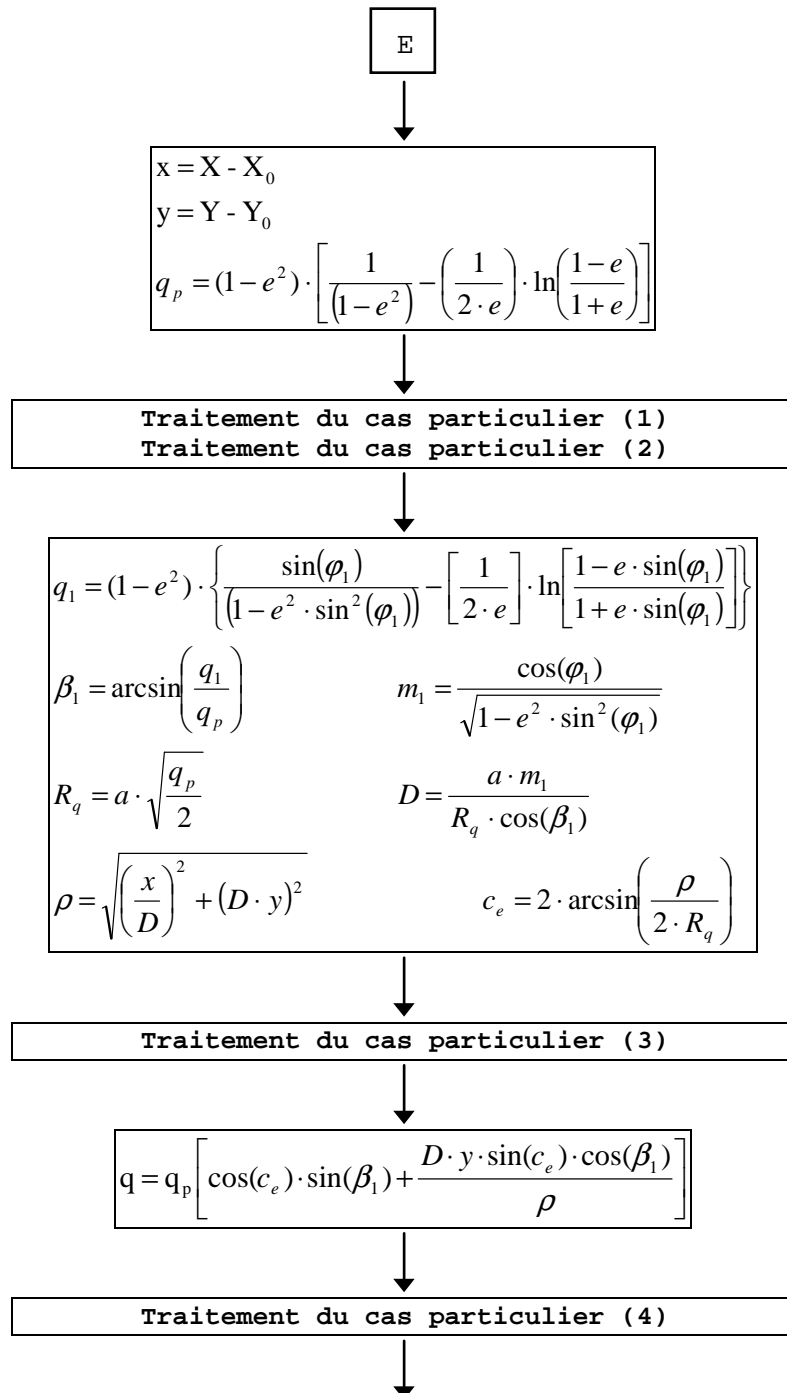 E
x = X - X₀
y = Y - Y₀
q_p = (1 − e²) · [ 1 / (1 − e²) − ( 1 / (2 · e) ) · ln( (1 − e) / (1 + e) ) ]
Traitement du cas particulier (1)
Traitement du cas particulier (2)
q₁ = (1 − e²) · { sin(φ₁) / (1 − e² · sin²(φ₁)) − [ 1 / (2 · e) ] · ln[ (1 − e · sin(φ₁)) / (1 + e · sin(φ₁)) ] }
β₁ = arcsin( q₁ / q_p ) m₁ = cos(φ₁) / √(1 − e² · sin²(φ₁))
R_q = a · √( q_p / 2 ) D = a · m₁ / (R_q · cos(β₁))
ρ = √( (x / D)² + (D · y)² ) c_e = 2 · arcsin( ρ / (2 · R_q) )
Traitement du cas particulier (3)
q = q_p [ cos(c_e) · sin(β₁) + D · y · sin(c_e) · cos(β₁) / ρ ]
Traitement du cas particulier (4)